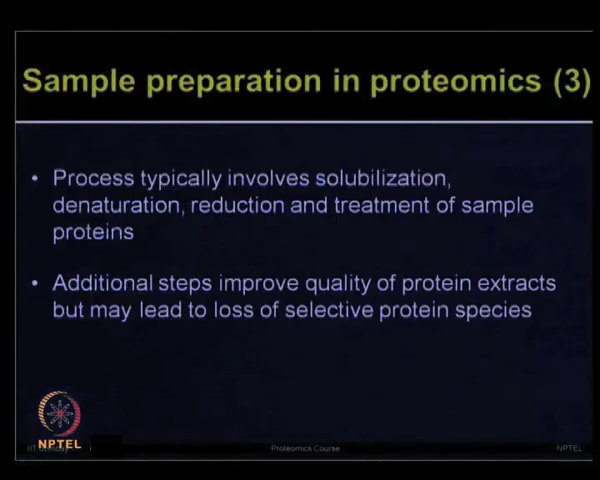 Sample preparation in proteomics (3)
• Process typically involves solubilization,
denaturation, reduction and treatment of sample
proteins
• Additional steps improve quality of protein extracts
but may lead to loss of selective protein species
NPTEL
Proteomics Course
NPTEL